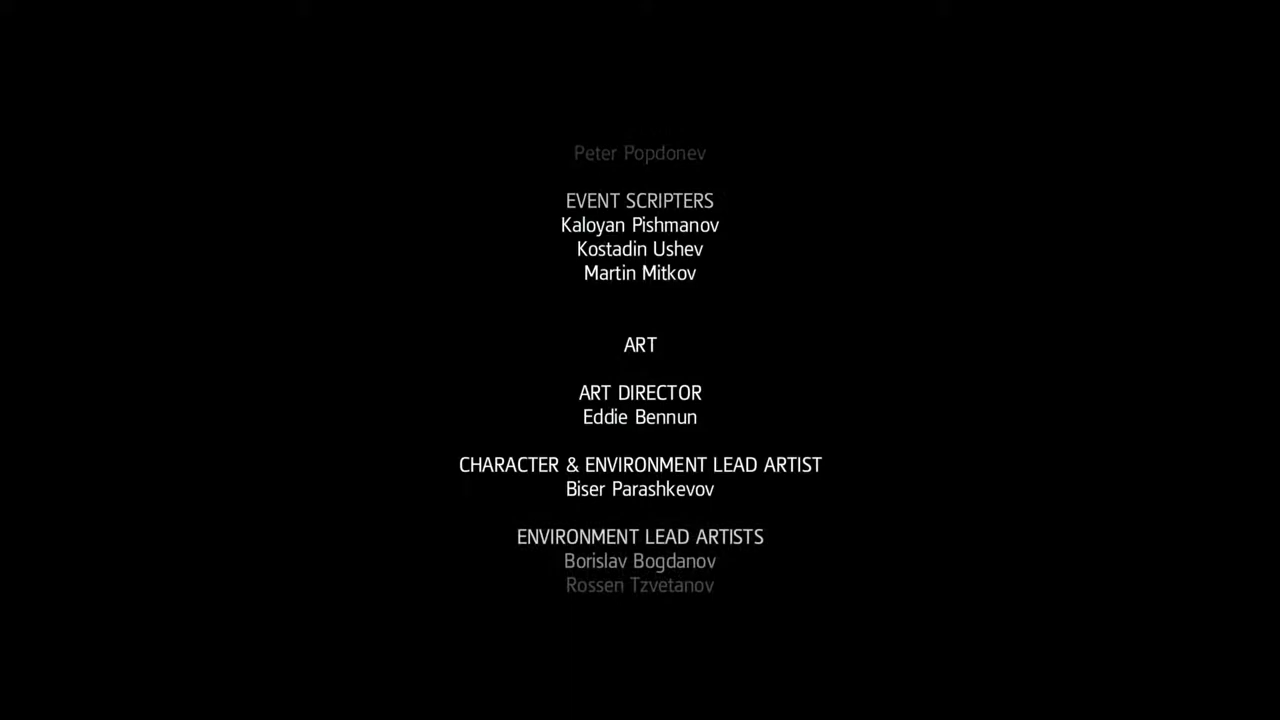 Peter Popdonev
EVENT SCRIPTERS
Kaloyan Pishmanov
Kostadin Ushev
Martin Mitkov
ART
ART DIRECTOR
Eddie Bennun
CHARACTER & ENVIRONMENT LEAD ARTIST
Biser Parashkevov
ENVIRONMENT LEAD ARTISTS
Borislav Bogdanov
Rossen Tzvetanov